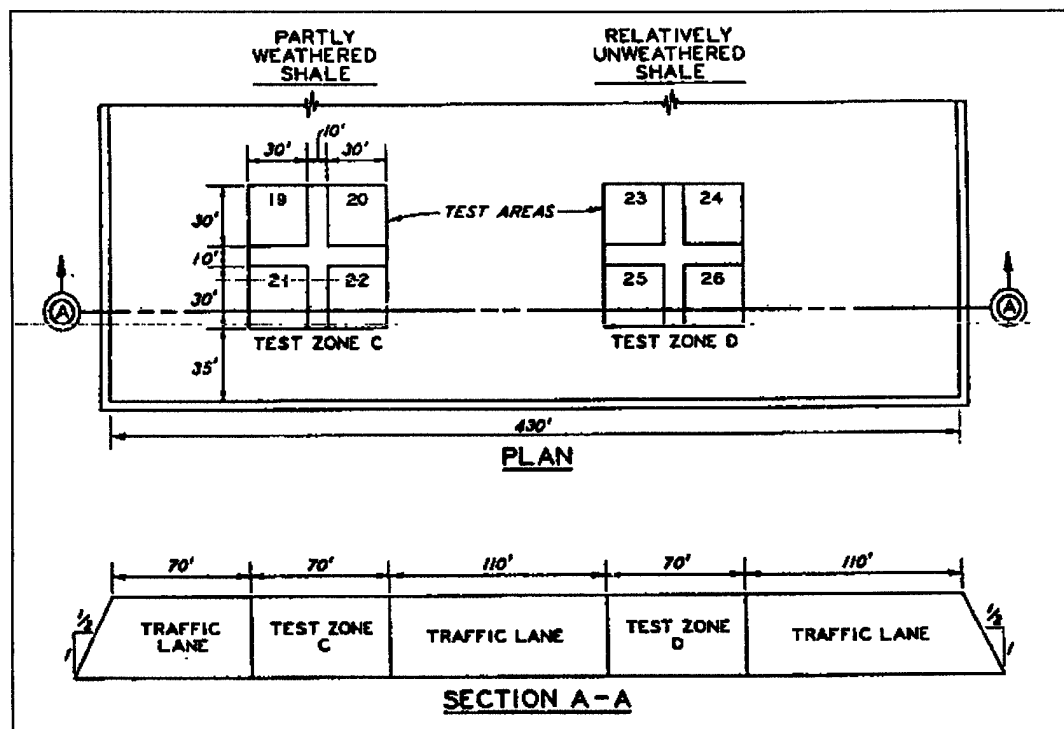 PARTLY
WEATHERED
SHALE
RELATIVELY
UNWEATHERED
SHALE
10'
30' 30'
19 20
23 24
TEST AREAS
30'
10'
21 22
25 26
30'
A A
TEST ZONE C
TEST ZONE D
35'
430'
PLAN
70' 70' 110' 70' 110'
1/2
1
TRAFFIC
LANE
TEST ZONE
C
TRAFFIC LANE
TEST ZONE
D
TRAFFIC LANE
1/2
1
SECTION A-A